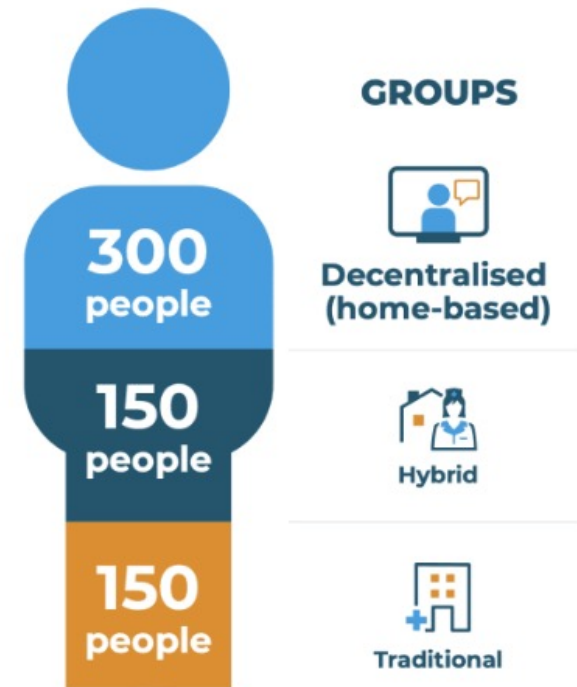 GROUPS
300
people
Decentralised
(home-based)
150
people
Hybrid
150
people
Traditional